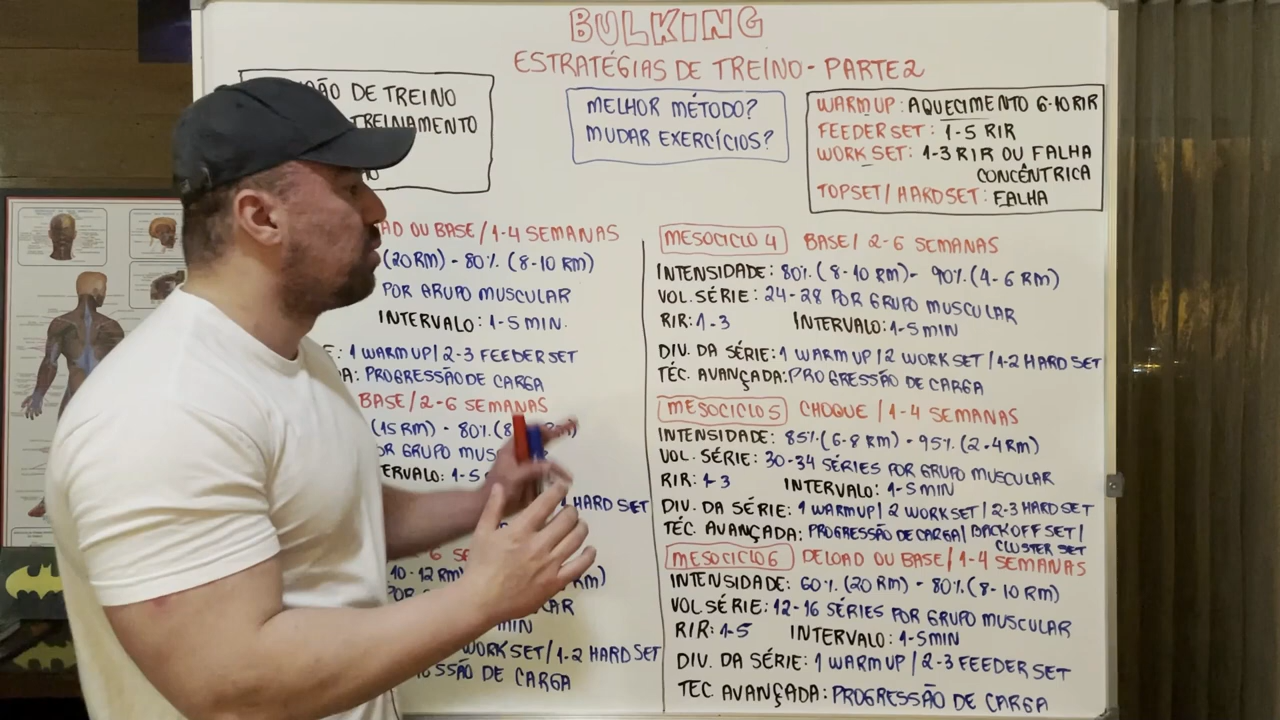 BULKING
ESTRATÉGIAS DE TREINO - PARTE 2
DE TREINO
TREINAMENTO
MELHOR MÉTODO?
MUDAR EXERCÍCIOS?
WARM UP: AQUECIMENTO 6-10 RIR
FEEDER SET: 1-5 RIR
WORK SET: 1-3 RIR OU FALHA
CONCÊNTRICA
TOPSET/HARDSET: FALHA
OU BASE/1-4 SEMANAS
(20 RM) - 80% (8-10 RM)
POR GRUPO MUSCULAR
INTERVALO: 1-5 MIN.
1 WARM UP/ 2-3 FEEDER SET
PROGRESSÃO DE CARGA
BASE/2-6 SEMANAS
(15 RM) - 80%
GRUPO
1-5
HARD SET
10-12 RM)
WORK SET/ 1-2 HARD SET
DE CARGA
MESOCICLO 4 BASE/ 2-6 SEMANAS
INTENSIDADE: 80% (8-10 RM) - 90% (4-6 RM)
VOL. SÉRIE: 24-28 POR GRUPO MUSCULAR
RIR: 1-3 INTERVALO: 1-5 MIN
DIV. DA SÉRIE: 1 WARM UP/ 2 WORK SET / 1-2 HARD SET
TÉC. AVANÇADA: PROGRESSÃO DE CARGA
MESOCICLO 5 CHOQUE / 1-4 SEMANAS
INTENSIDADE: 85% (6-8 RM) - 95% (2-4 RM)
VOL. SÉRIE: 30-34 SÉRIES POR GRUPO MUSCULAR
RIR: 1-3 INTERVALO: 1-5 MIN
DIV. DA SÉRIE: 1 WARM UP/ 2 WORK SET / 2-3 HARD SET
TÉC. AVANÇADA: PROGRESSÃO DE CARGA/ BACK OFF SET/
CLUSTER SET
MESOCICLO 6 DELOAD OU BASE/1-4 SEMANAS
INTENSIDADE: 60% (20 RM) - 80% (8-10 RM)
VOL. SÉRIE: 12-16 SÉRIES POR GRUPO MUSCULAR
RIR: 1-5 INTERVALO: 1-5 MIN
DIV. DA SÉRIE: 1 WARM UP / 2-3 FEEDER SET
TEC. AVANÇADA: PROGRESSÃO DE CARGA